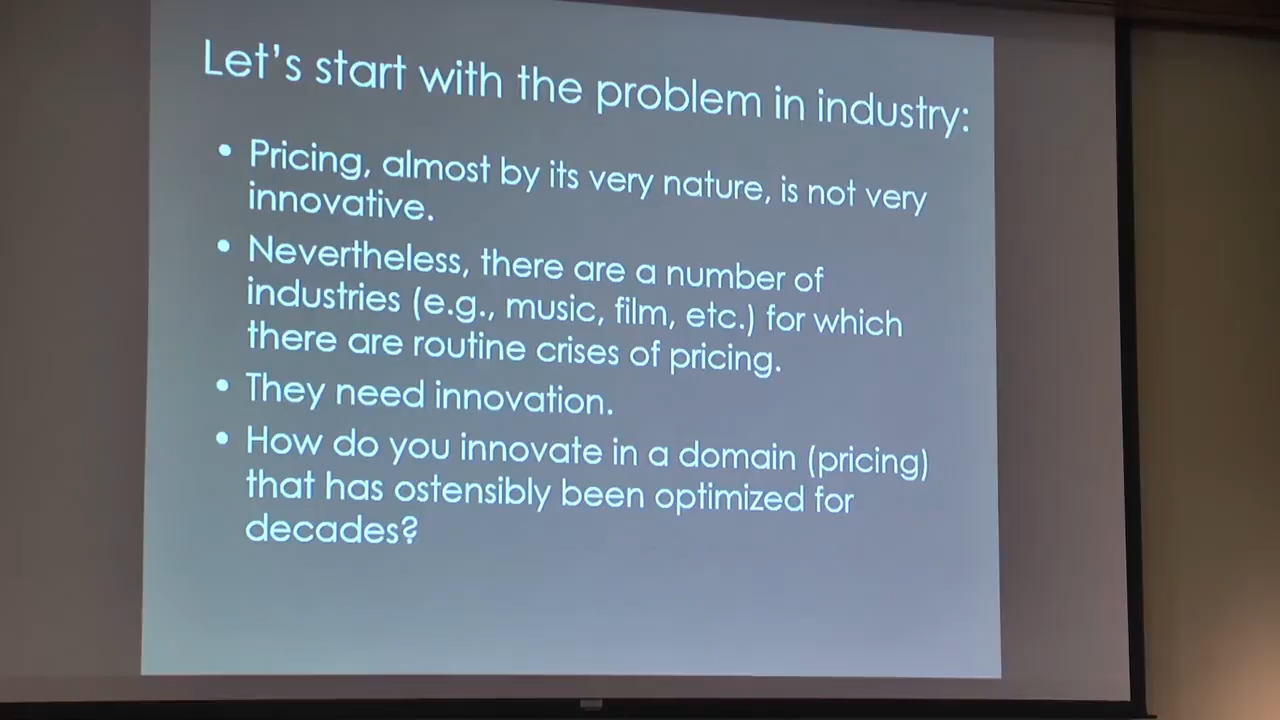 Let's start with the problem in industry:
• Pricing, almost by its very nature, is not very
innovative.
• Nevertheless, there are a number of
industries (e.g., music, film, etc.) for which
there are routine crises of pricing.
• They need innovation.
• How do you innovate in a domain (pricing)
that has ostensibly been optimized for
decades?